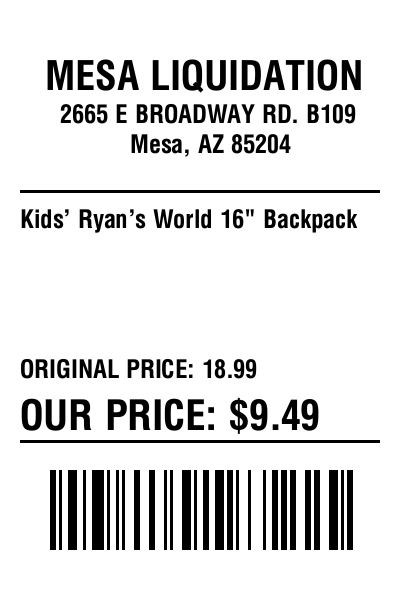 MESA LIQUIDATION
2665 E BROADWAY RD. B109
Mesa, AZ 85204
Kids’ Ryan’s World 16" Backpack
ORIGINAL PRICE: 18.99
OUR PRICE: $9.49